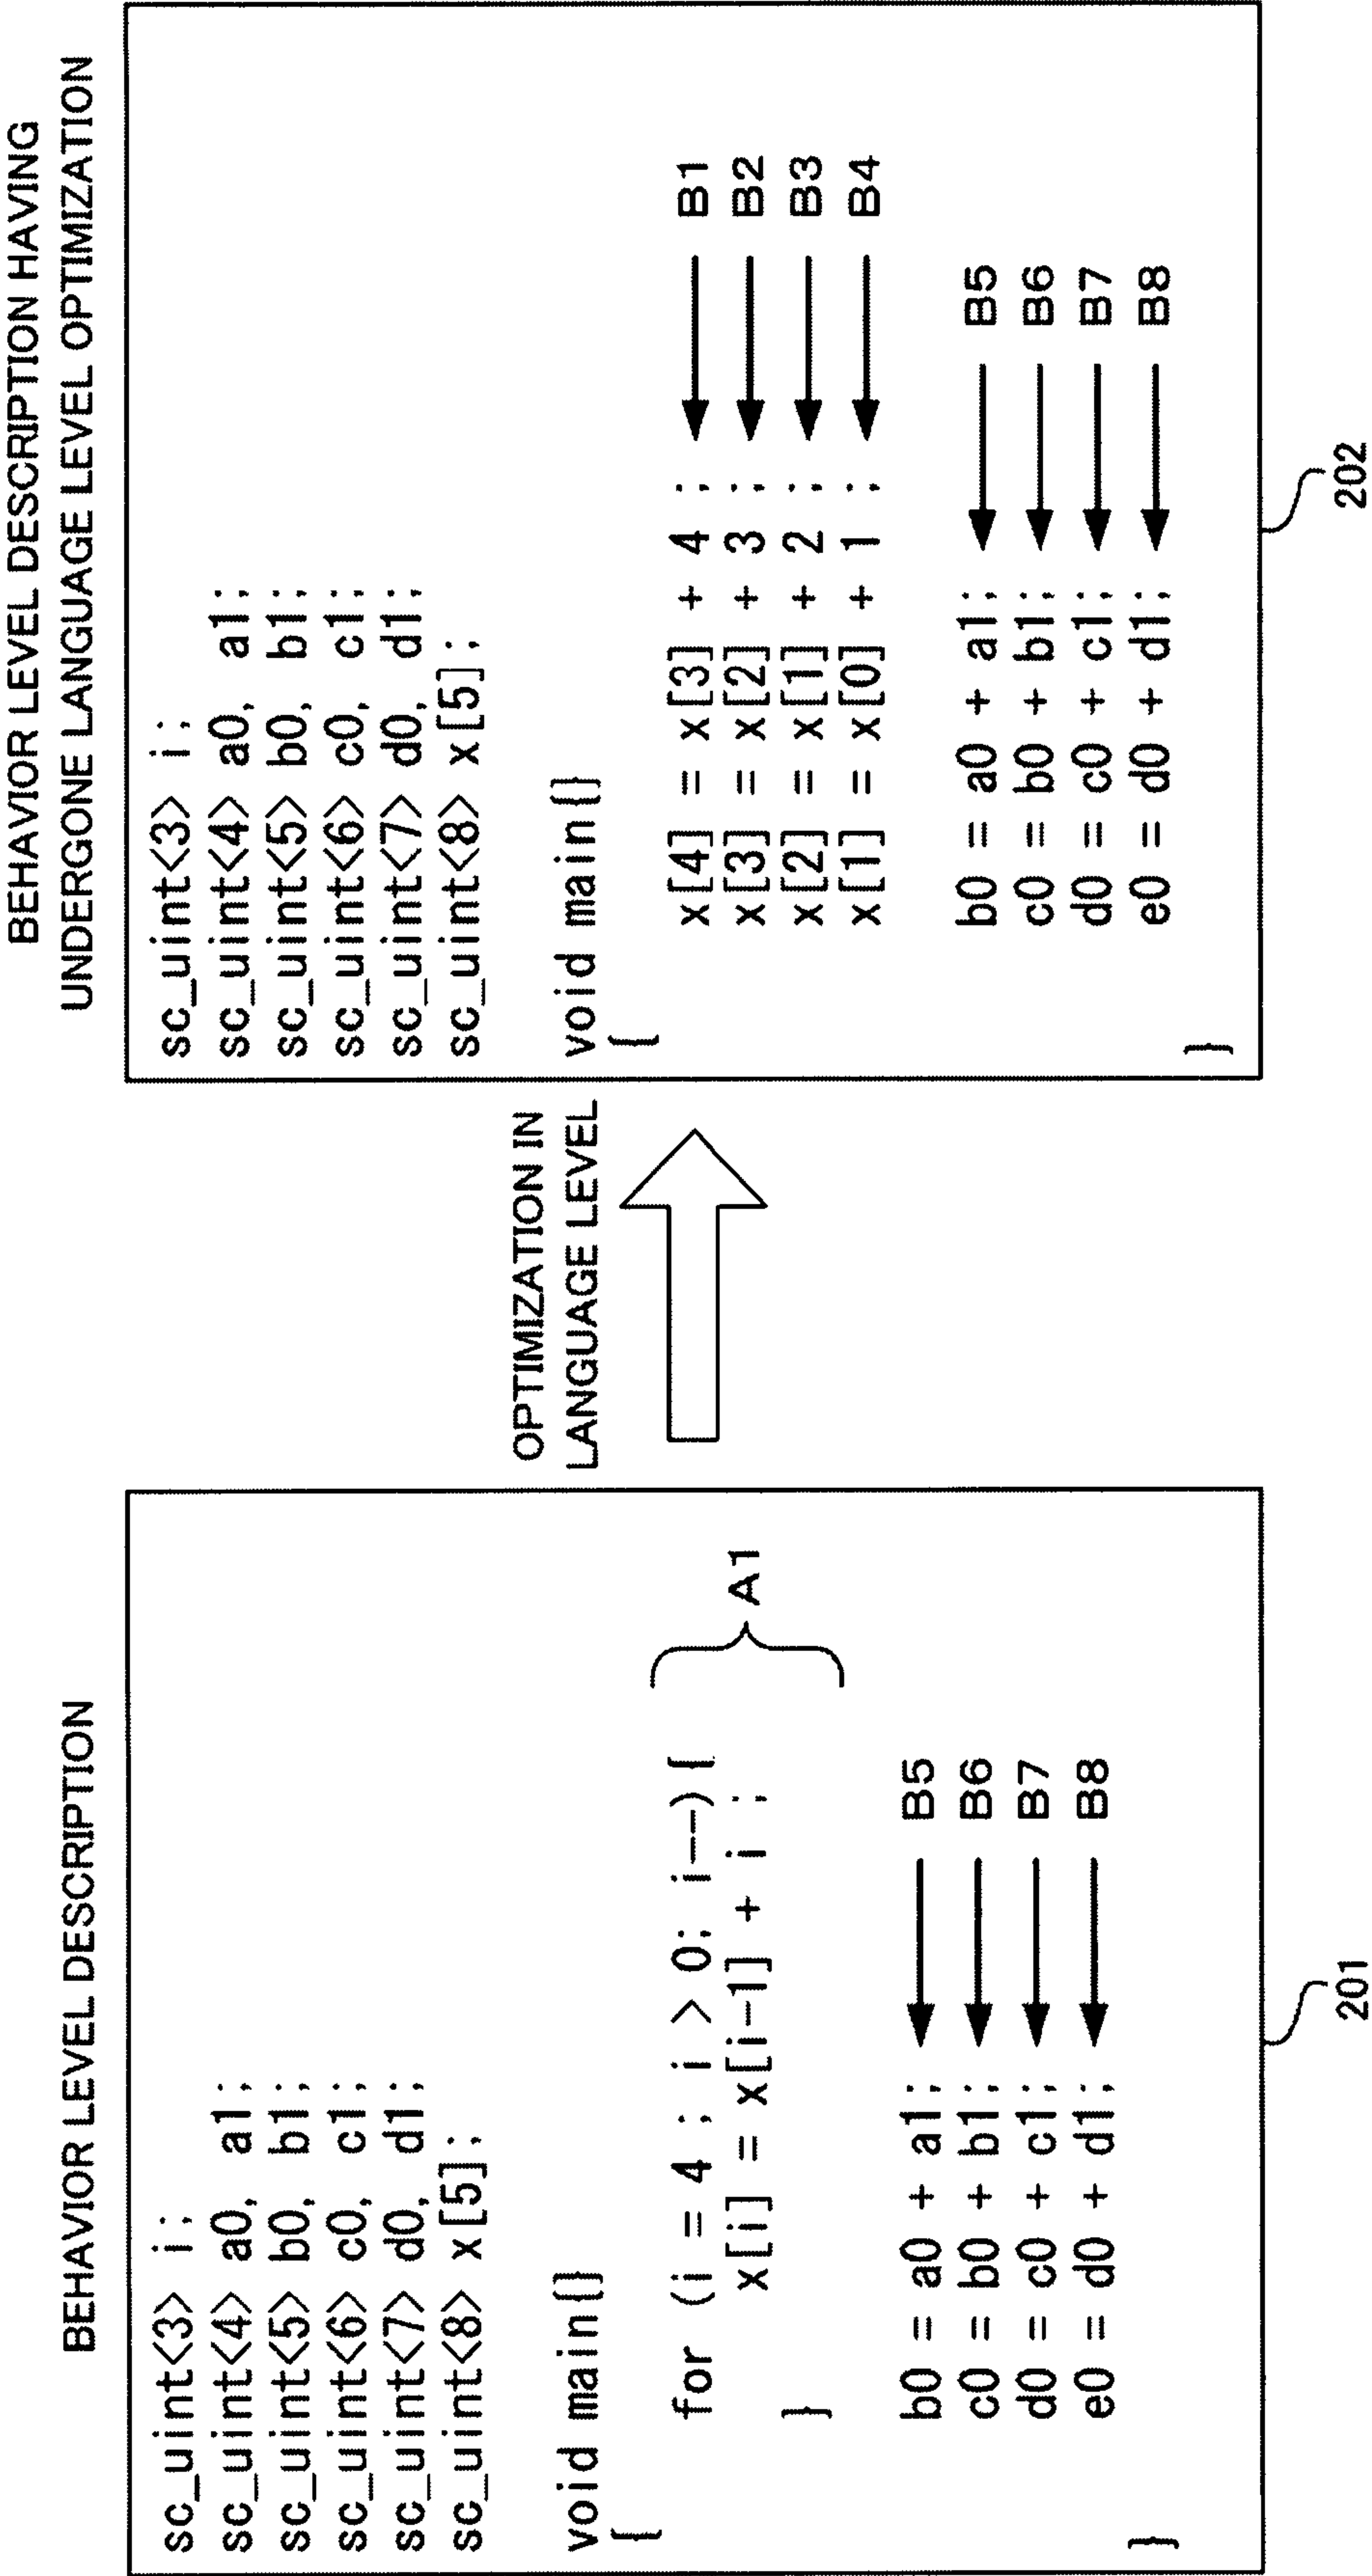 BEHAVIOR LEVEL DESCRIPTION
sc_uint<3> i;
sc_uint<4> a0, a1;
sc_uint<5> b0, b1;
sc_uint<6> c0, c1;
sc_uint<7> d0, d1;
sc_uint<8> x[5];
void main{}
{
for (i = 4 ; i > 0; i--) {
x[i] = x[i-1] + i ;
}
A1
b0 = a0 + a1; B5
c0 = b0 + b1; B6
d0 = c0 + c1; B7
e0 = d0 + d1; B8
}
201
OPTIMIZATION IN
LANGUAGE LEVEL
BEHAVIOR LEVEL DESCRIPTION HAVING
UNDERGONE LANGUAGE LEVEL OPTIMIZATION
sc_uint<3> i;
sc_uint<4> a0, a1;
sc_uint<5> b0, b1;
sc_uint<6> c0, c1;
sc_uint<7> d0, d1;
sc_uint<8> x[5];
void main{}
{
x[4] = x[3] + 4 ; B1
x[3] = x[2] + 3 ; B2
x[2] = x[1] + 2 ; B3
x[1] = x[0] + 1 ; B4
b0 = a0 + a1; B5
c0 = b0 + b1; B6
d0 = c0 + c1; B7
e0 = d0 + d1; B8
}
202